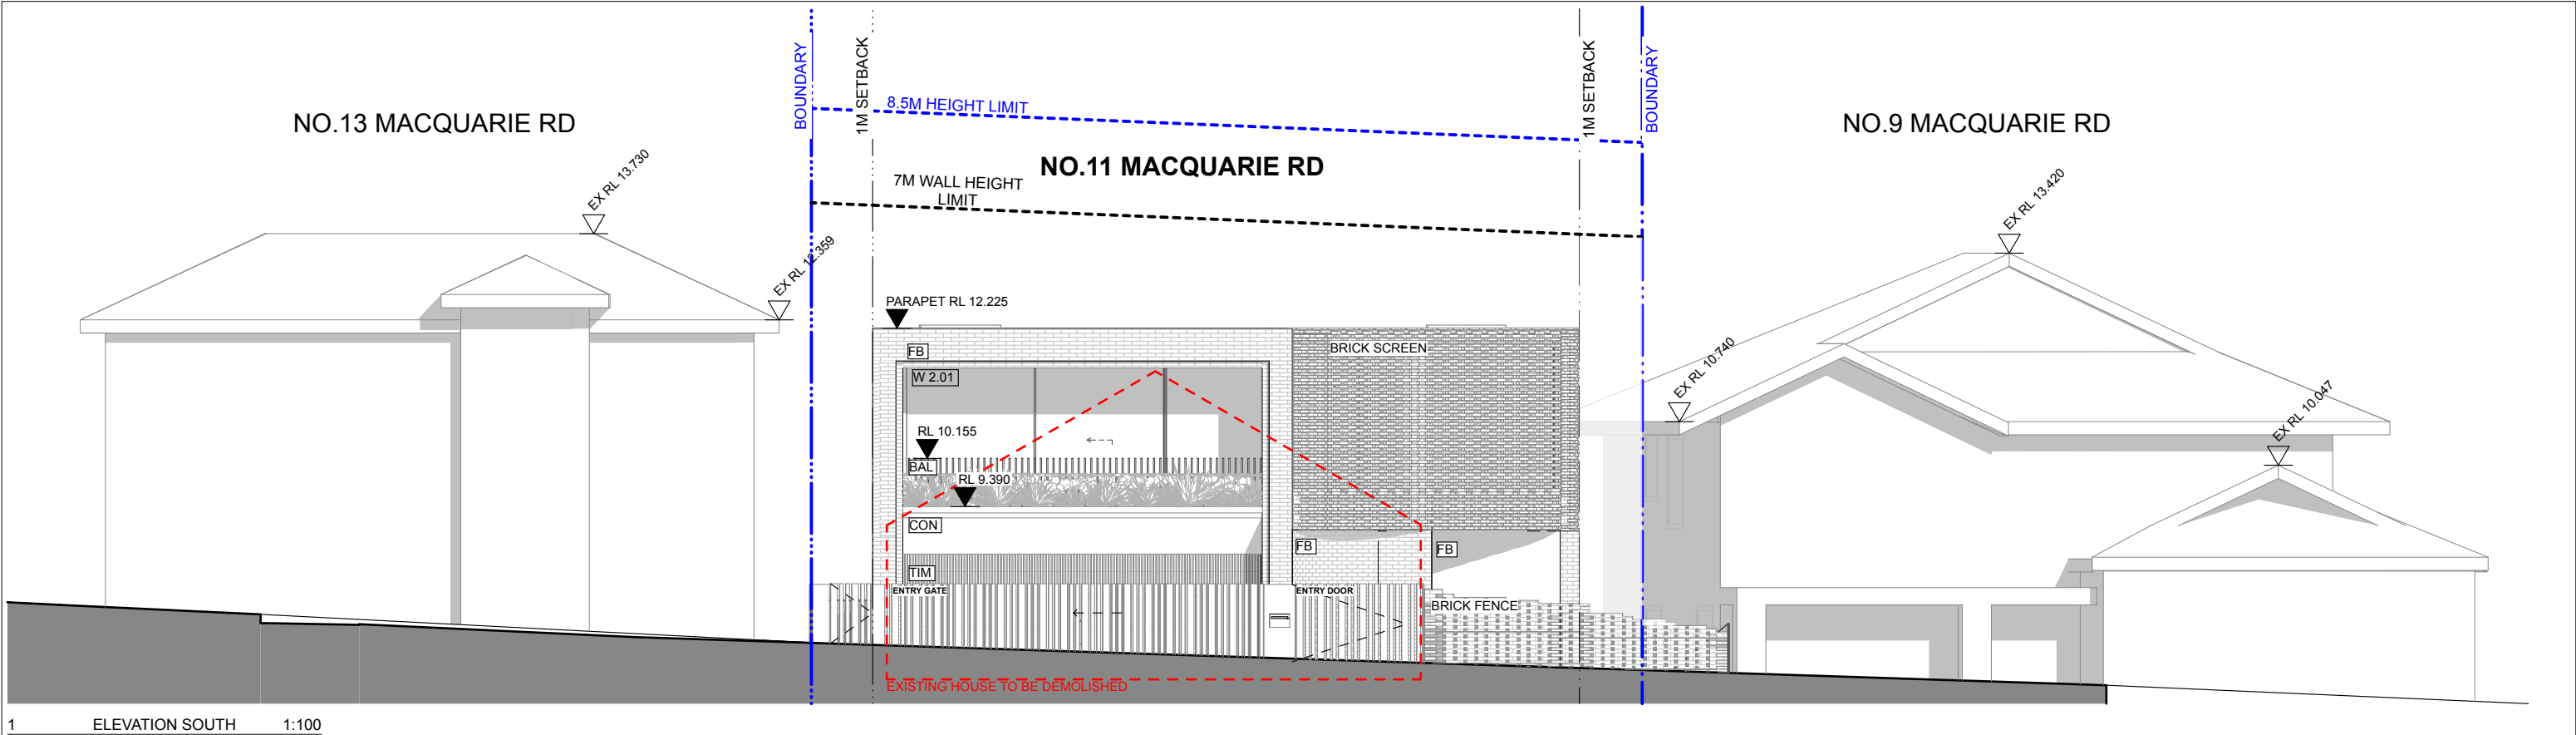 BOUNDARY
1M SETBACK
1M SETBACK
BOUNDARY
8.5M HEIGHT LIMIT
NO.13 MACQUARIE RD
NO.9 MACQUARIE RD
NO.11 MACQUARIE RD
7M WALL HEIGHT
LIMIT
EX RL 13.730
EX RL 13.420
EX RL 12.359
PARAPET RL 12.225
FB
BRICK SCREEN
W 2.01
EX RL 10.740
RL 10.155
EX RL 10.047
BAL
RL 9.390
CON
FB
FB
TIM
ENTRY GATE
ENTRY DOOR
BRICK FENCE
EXISTING HOUSE TO BE DEMOLISHED
1 ELEVATION SOUTH 1:100